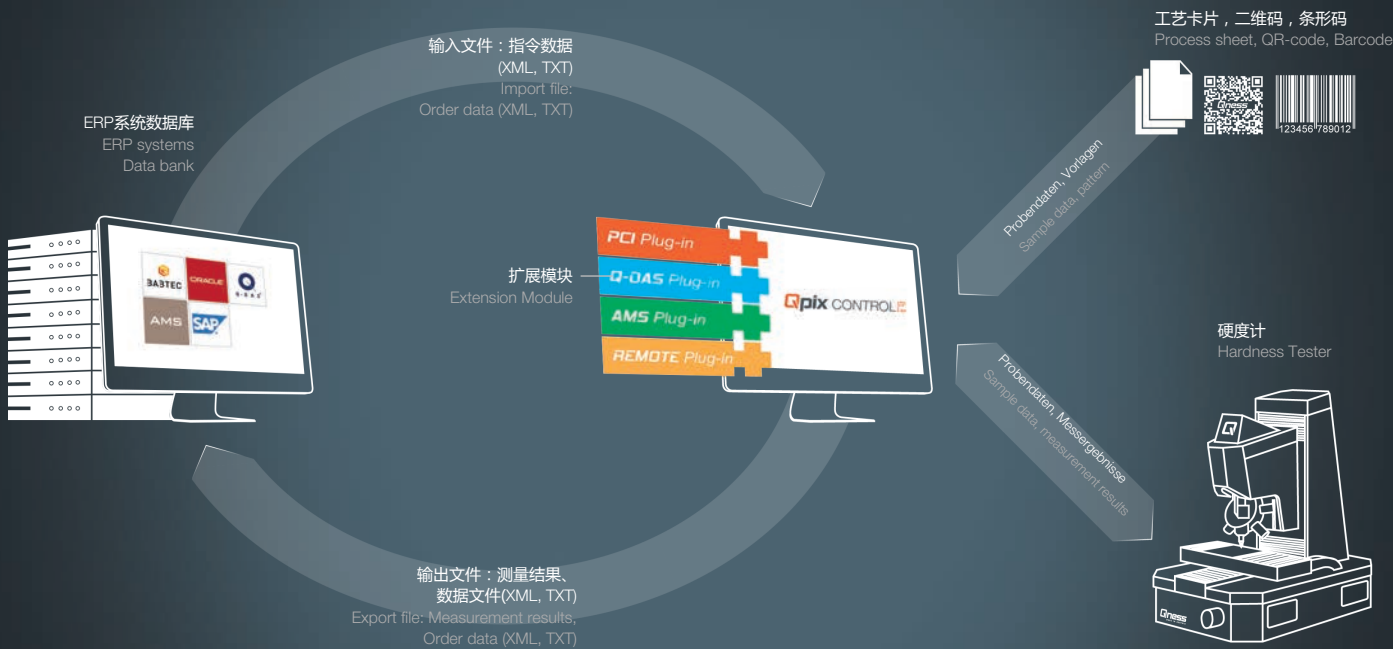 工艺卡片，二维码，条形码
Process sheet, QR-code, Barcode
Qness
123456 789012
输入文件：指令数据
(XML, TXT)
Import file:
Order data (XML, TXT)
ERP系统数据库
ERP systems
Data bank
BABTEC
ORACLE
Q-DAS
AMS
SAP
扩展模块
Extension Module
PCI Plug-in
Q-DAS Plug-in
AMS Plug-in
REMOTE Plug-in
Qpix CONTROL
Probendaten, Vorlagen
Sample data, pattern
Probendaten, Messergebnisse
Sample data, measurement results
硬度计
Hardness Tester
Q
Qness
输出文件：测量结果、
数据文件(XML, TXT)
Export file: Measurement results,
Order data (XML, TXT)